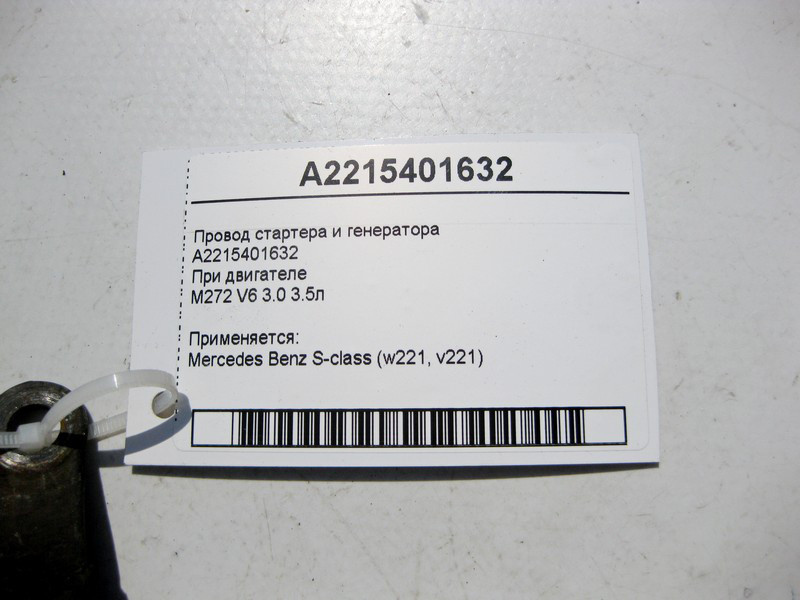 A2215401632
Провод стартера и генератора
A2215401632
При двигателе
M272 V6 3.0 3.5л
Применяется:
Mercedes Benz S-class (w221, v221)